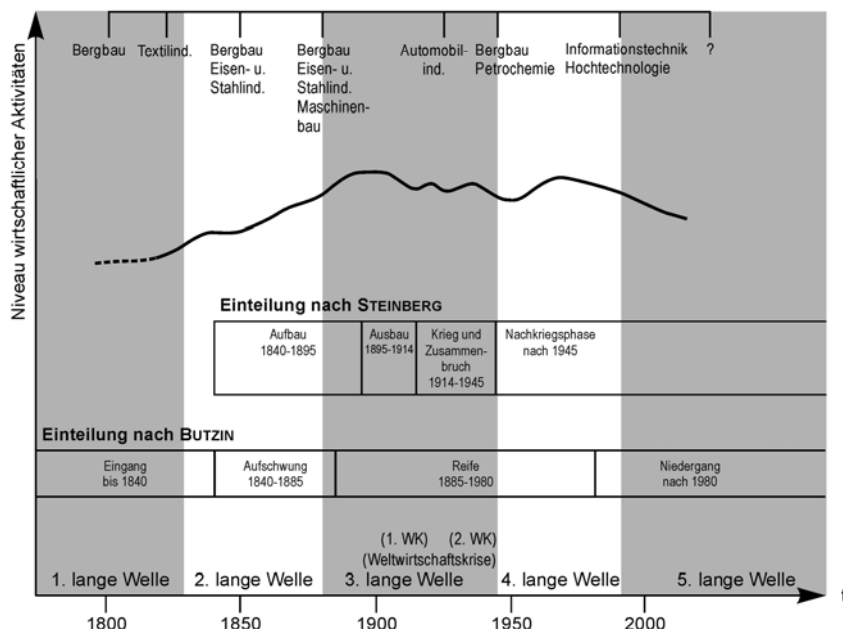 Niveau wirtschaftlicher Aktivitäten
Bergbau
Textilind.
Bergbau
Eisen- u.
Stahlind.
Bergbau
Eisen- u.
Stahlind.
Maschinen-
bau
Automobil-
ind.
Bergbau
Petrochemie
Informationstechnik
Hochtechnologie
?
Einteilung nach STEINBERG
Aufbau
1840-1895
Ausbau
1895-1914
Krieg und
Zusammen-
bruch
1914-1945
Nachkriegsphase
nach 1945
Einteilung nach BUTZIN
Eingang
bis 1840
Aufschwung
1840-1885
Reife
1885-1980
Niedergang
nach 1980
(1. WK) (2. WK)
(Weltwirtschaftskrise)
1. lange Welle 2. lange Welle 3. lange Welle 4. lange Welle 5. lange Welle
t
1800 1850 1900 1950 2000